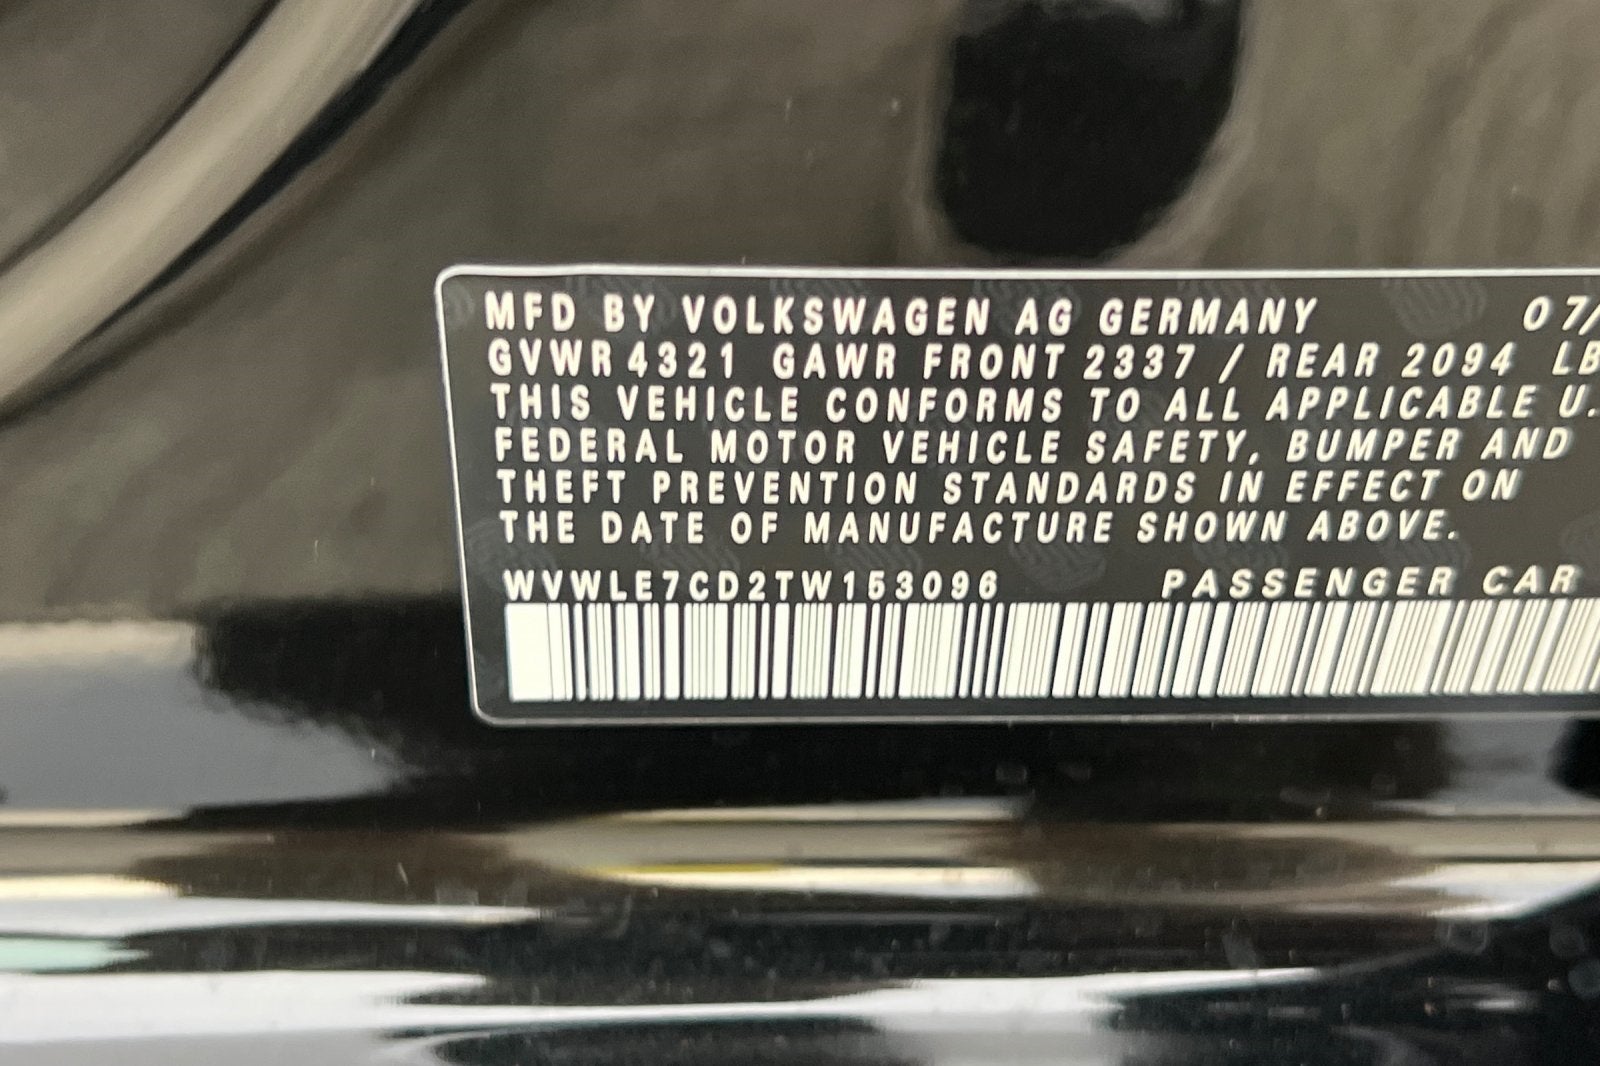 MFD BY VOLKSWAGEN AG GERMANY 07/
GVWR 4321 GAWR FRONT 2337 / REAR 2094 LB
THIS VEHICLE CONFORMS TO ALL APPLICABLE U.
FEDERAL MOTOR VEHICLE SAFETY, BUMPER AND
THEFT PREVENTION STANDARDS IN EFFECT ON
THE DATE OF MANUFACTURE SHOWN ABOVE.
WVWLE7CD2TW153096 PASSENGER CAR